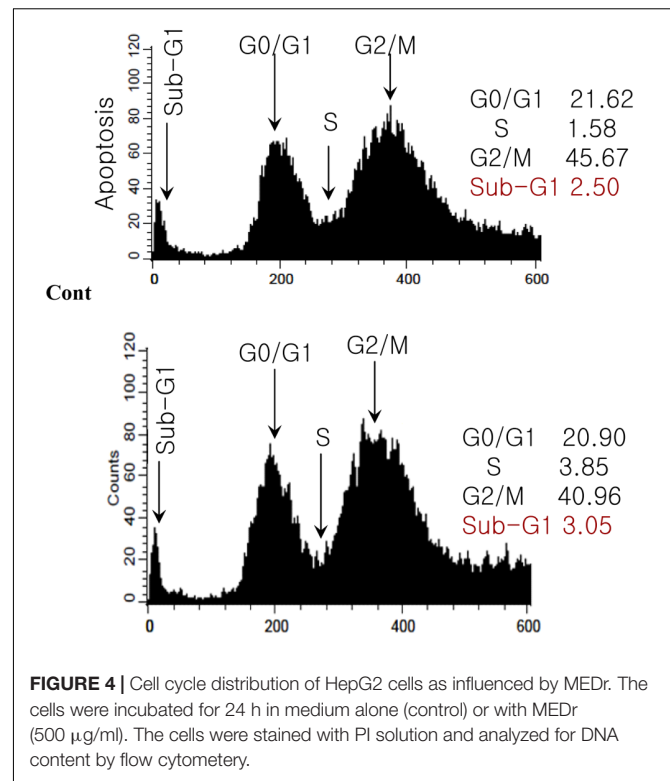 G0/G1
G2/M
Sub-G1
S
Apoptosis
120
100
80
60
40
20
0
0 200 400 600
G0/G1 21.62
S 1.58
G2/M 45.67
Sub-G1 2.50
Cont
G0/G1
G2/M
Sub-G1
S
Counts
120
100
80
60
40
20
0
0 200 400 600
G0/G1 20.90
S 3.85
G2/M 40.96
Sub-G1 3.05
FIGURE 4 | Cell cycle distribution of HepG2 cells as influenced by MEDr. The
cells were incubated for 24 h in medium alone (control) or with MEDr
(500 μg/ml). The cells were stained with PI solution and analyzed for DNA
content by flow cytometery.